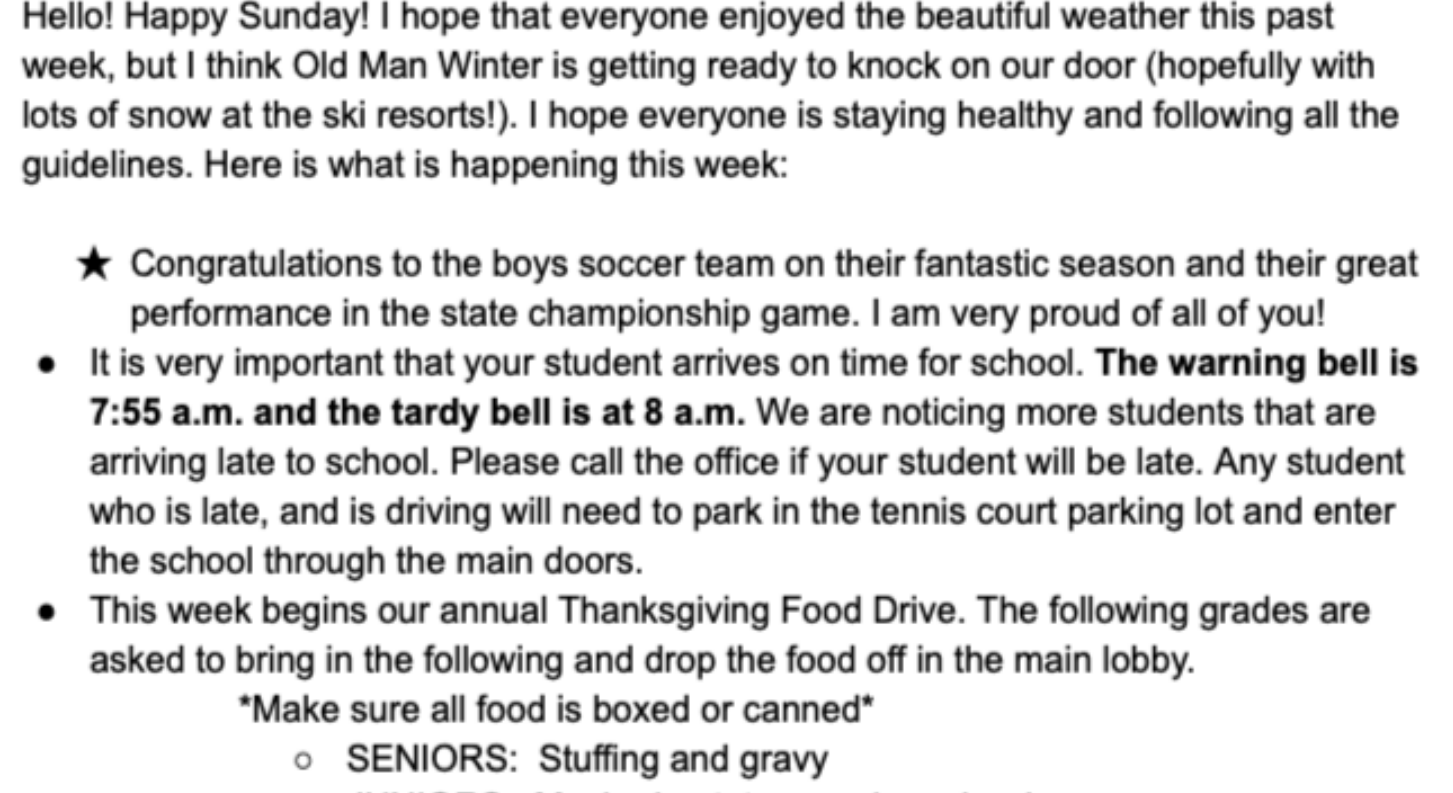 Hello! Happy Sunday! I hope that everyone enjoyed the beautiful weather this past
week, but I think Old Man Winter is getting ready to knock on our door (hopefully with
lots of snow at the ski resorts!). I hope everyone is staying healthy and following all the
guidelines. Here is what is happening this week:
★ Congratulations to the boys soccer team on their fantastic season and their great
performance in the state championship game. I am very proud of all of you!
● It is very important that your student arrives on time for school. The warning bell is
7:55 a.m. and the tardy bell is at 8 a.m. We are noticing more students that are
arriving late to school. Please call the office if your student will be late. Any student
who is late, and is driving will need to park in the tennis court parking lot and enter
the school through the main doors.
● This week begins our annual Thanksgiving Food Drive. The following grades are
asked to bring in the following and drop the food off in the main lobby.
*Make sure all food is boxed or canned*
○ SENIORS: Stuffing and gravy